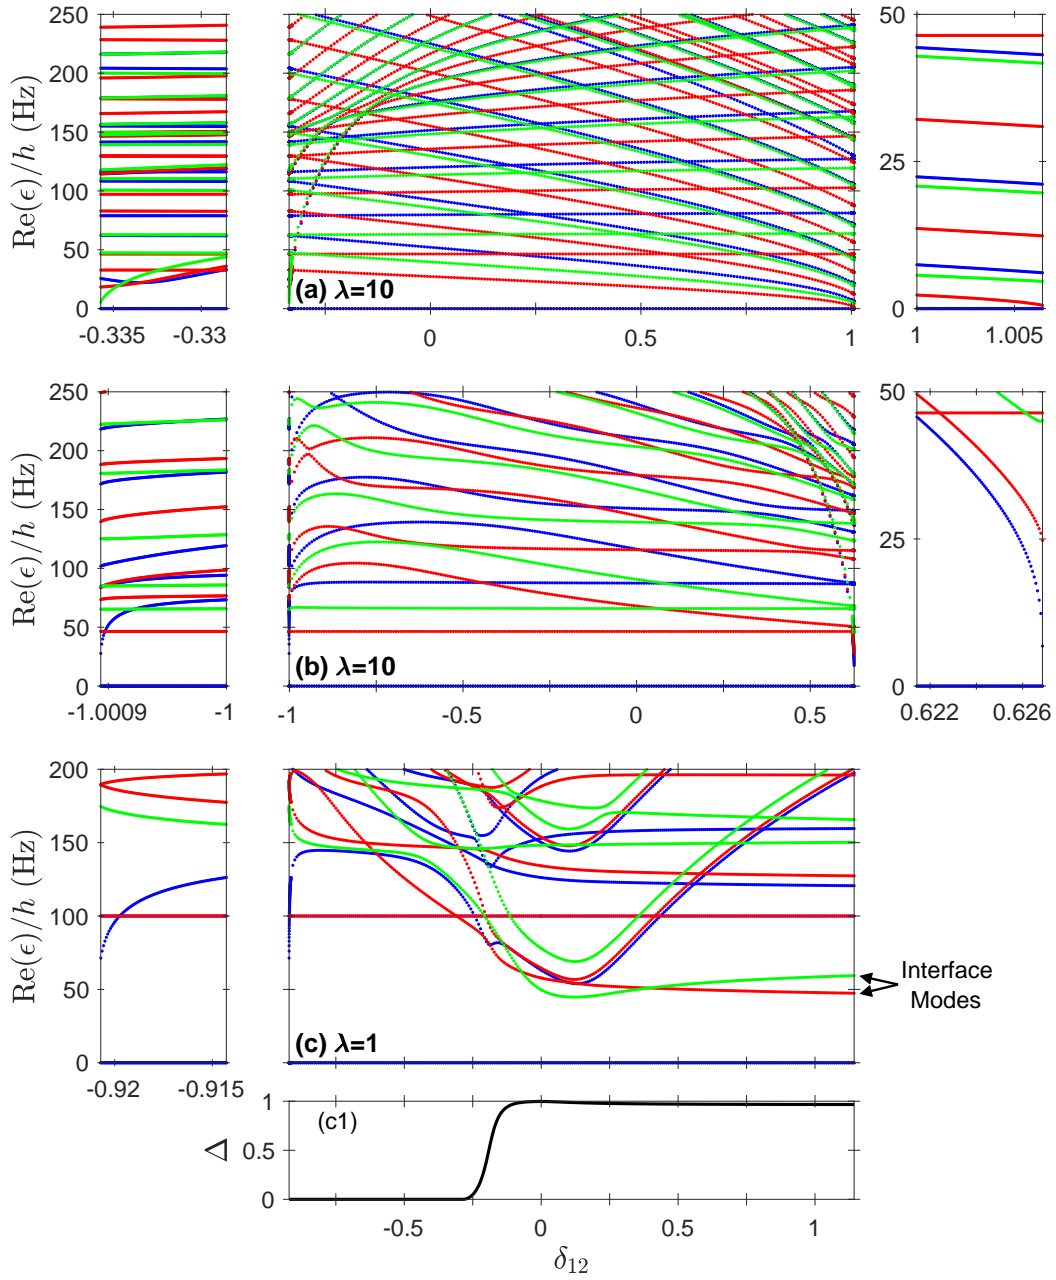 250
200
150
100
50
0
Re(ϵ)/h (Hz)
-0.335 -0.33
(a) λ=10
0 0.5 1
50
25
0
1 1.005
250
200
150
100
50
0
Re(ϵ)/h (Hz)
-1.0009 -1
(b) λ=10
-1 -0.5 0 0.5
50
25
0
0.622 0.626
200
150
100
50
0
Re(ϵ)/h (Hz)
-0.92 -0.915
(c) λ=1
Interface
Modes
(c1)
1
0.5
0
Δ
-0.5 0 0.5 1
δ12